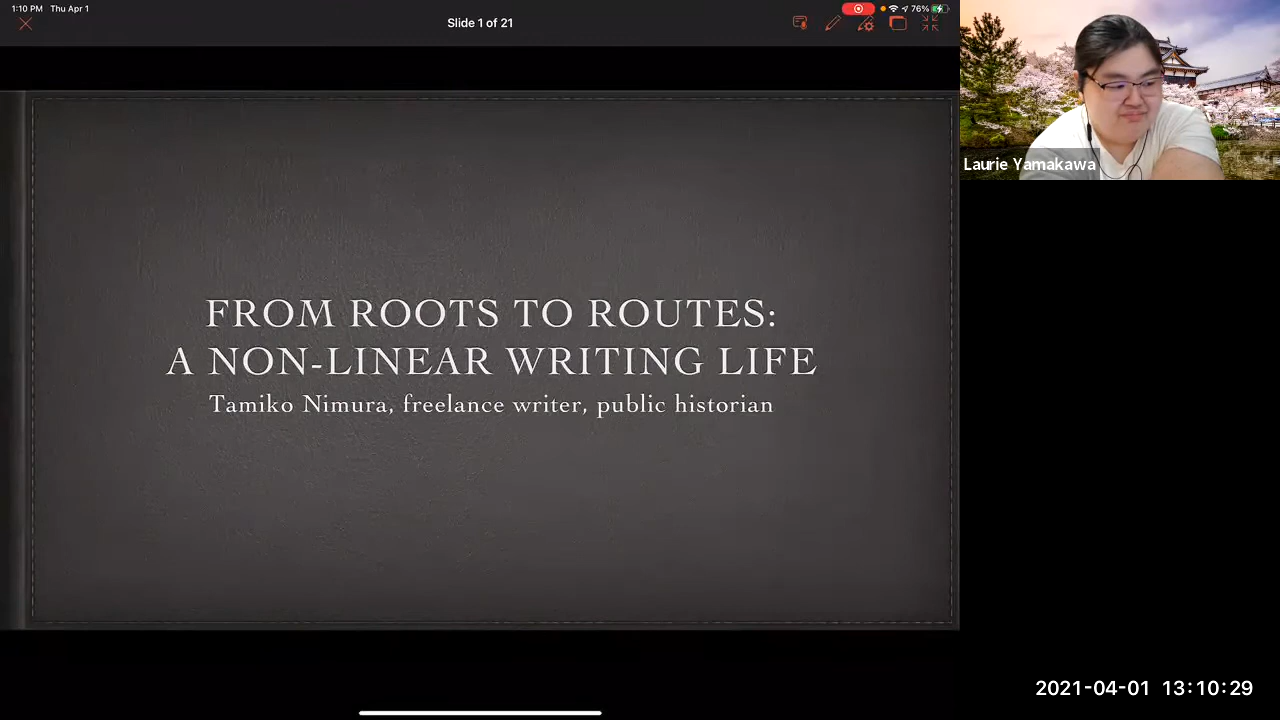 1:10 PM Thu Apr 1
76%
Slide 1 of 21
FROM ROOTS TO ROUTES:
A NON-LINEAR WRITING LIFE
Tamiko Nimura, freelance writer, public historian
Laurie Yamakawa
2021-04-01 13:10:29